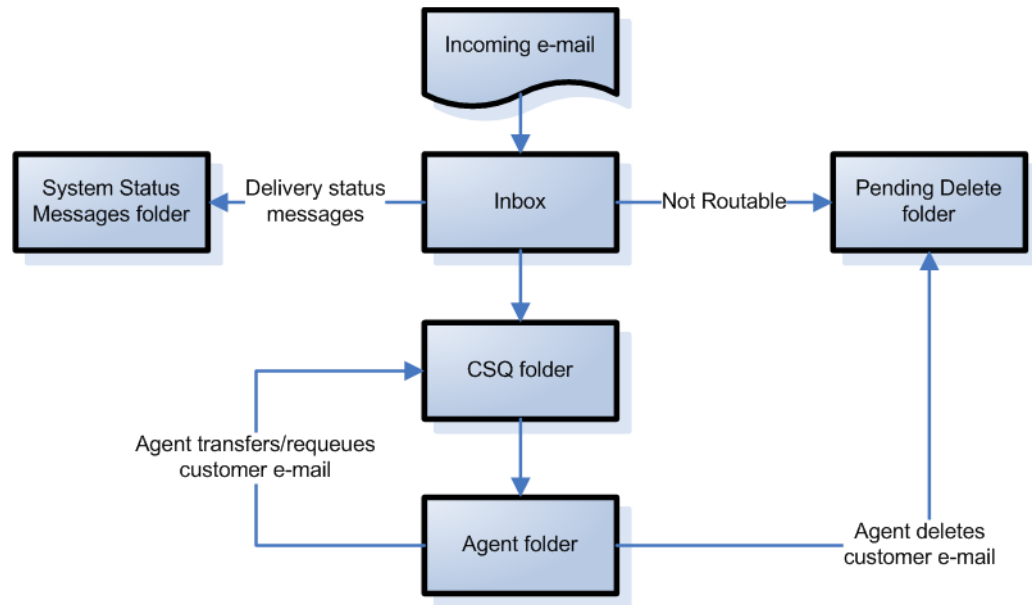 Incoming e-mail
System Status
Messages folder
Delivery status
messages
Inbox
Not Routable
Pending Delete
folder
CSQ folder
Agent transfers/requeues
customer e-mail
Agent folder
Agent deletes
customer e-mail